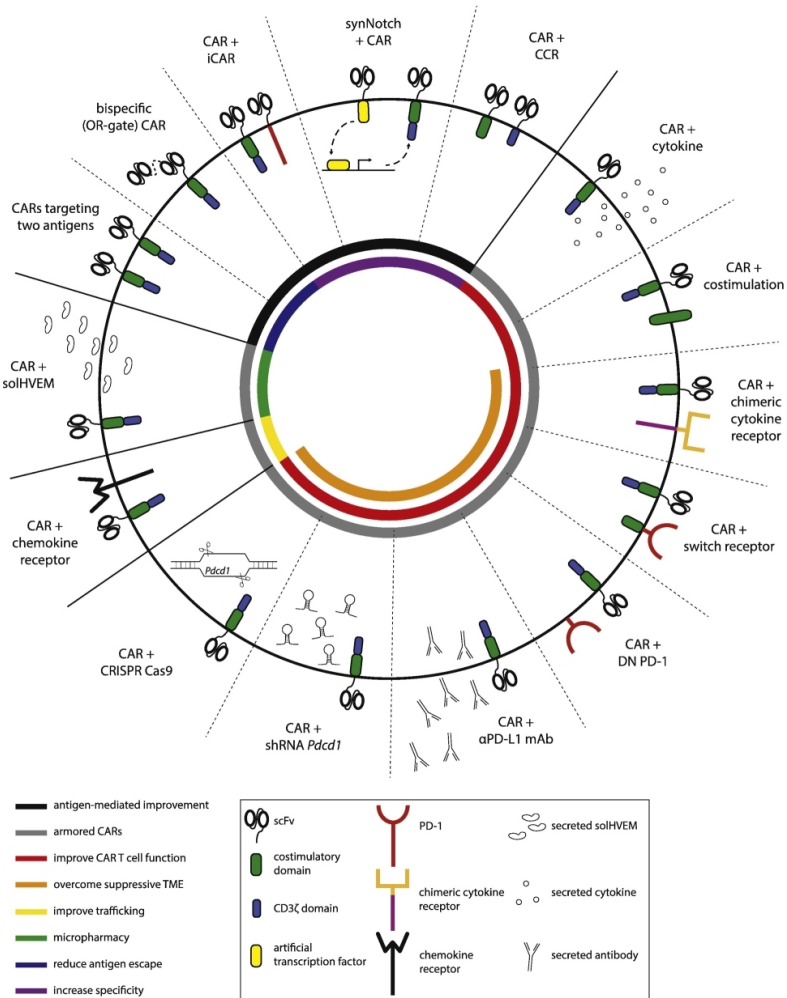 synNotch
+ CAR
CAR +
CCR
CAR +
cytokine
CAR +
costimulation
CAR +
chimeric
cytokine
receptor
CAR +
switch receptor
CAR +
DN PD-1
CAR +
αPD-L1 mAb
CAR +
shRNA Pdcd1
CAR +
CRISPR Cas9
Pdcd1
CAR +
chemokine
receptor
CAR +
solHVEM
CARs targeting
two antigens
bispecific
(OR-gate) CAR
CAR +
iCAR
antigen-mediated improvement
armored CARs
improve CAR T cell function
overcome suppressive TME
improve trafficking
micropharmacy
reduce antigen escape
increase specificity
scFv
costimulatory
domain
CD3ζ domain
artificial
transcription factor
PD-1
chimeric cytokine
receptor
chemokine
receptor
secreted solHVEM
secreted cytokine
secreted antibody